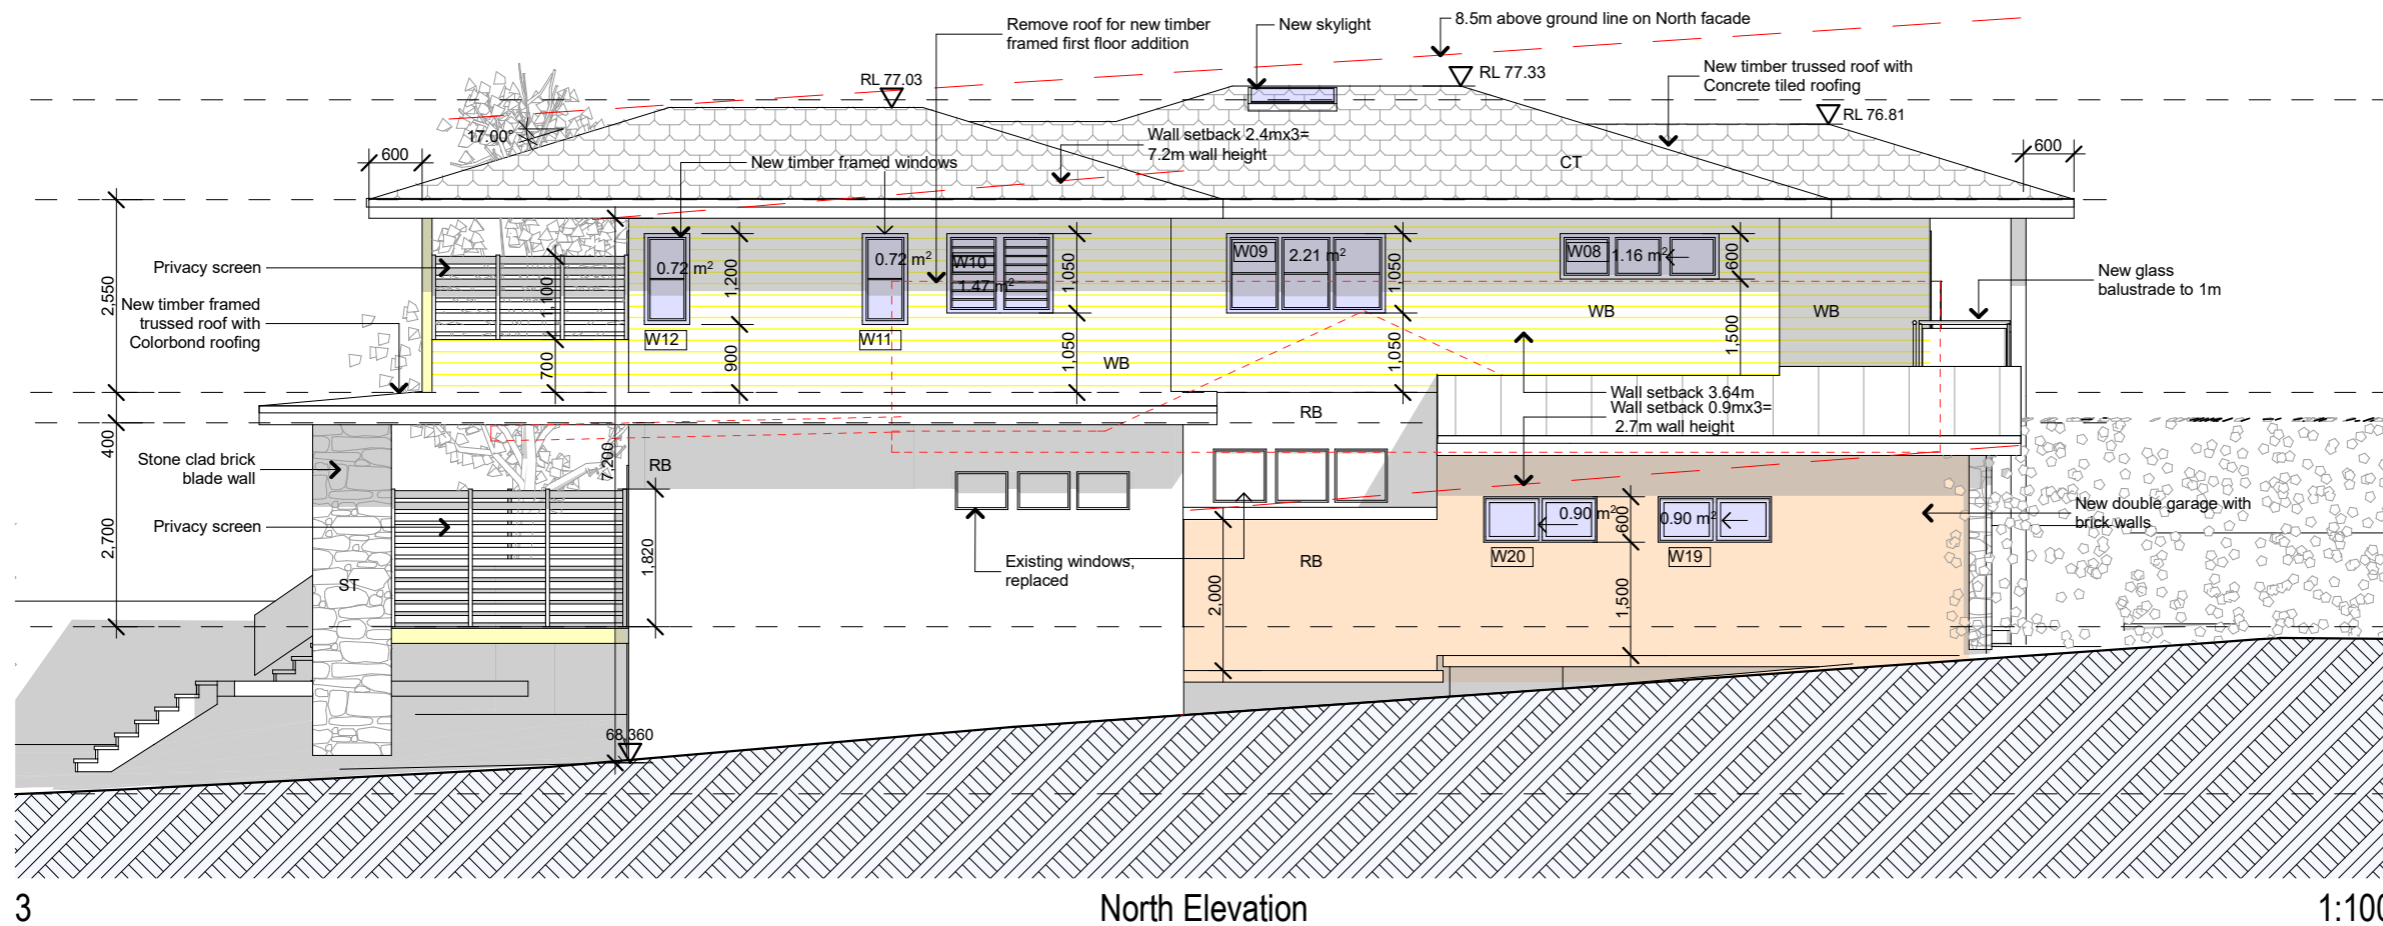 Remove roof for new timber
framed first floor addition
New skylight
8.5m above ground line on North facade
RL 77.03
RL 77.33
New timber trussed roof with
Concrete tiled roofing
RL 76.81
17.00°
600
New timber framed windows
Wall setback 2.4mx3=
7.2m wall height
CT
600
Privacy screen
New timber framed
trussed roof with
Colorbond roofing
2,550
1,100
700
0.72 m²
W12
1,200
900
0.72 m²
W11
W10
1.47 m²
1,050
1,050
WB
W09
2.21 m²
1,050
1,050
W08
1.16 m²
600
1,500
WB
WB
New glass
balustrade to 1m
Wall setback 3.64m
Wall setback 0.9mx3=
2.7m wall height
400
2,700
Stone clad brick
blade wall
Privacy screen
ST
7,200
RB
1,820
RB
Existing windows,
replaced
2,000
RB
0.90 m²
W20
600
1,500
0.90 m²
W19
New double garage with
brick walls
68,360
3
North Elevation
1:100